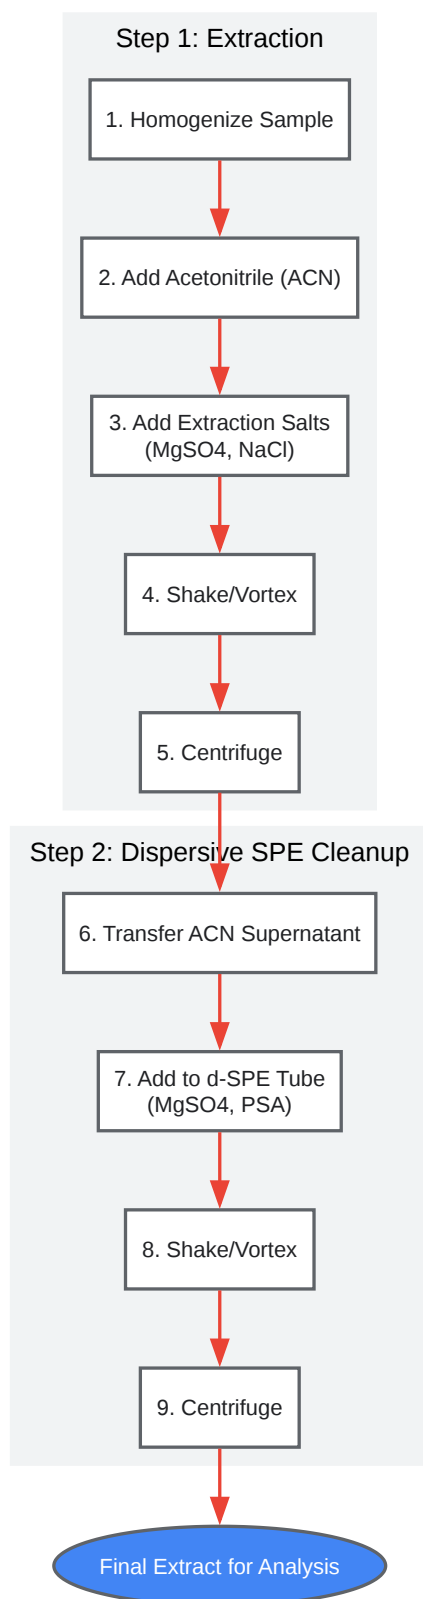 Step 1: Extraction
1. Homogenize Sample
2. Add Acetonitrile (ACN)
3. Add Extraction Salts
(MgSO4, NaCl)
4. Shake/Vortex
5. Centrifuge
Step 2: Dispersive SPE Cleanup
6. Transfer ACN Supernatant
7. Add to d-SPE Tube
(MgSO4, PSA)
8. Shake/Vortex
9. Centrifuge
Final Extract for Analysis